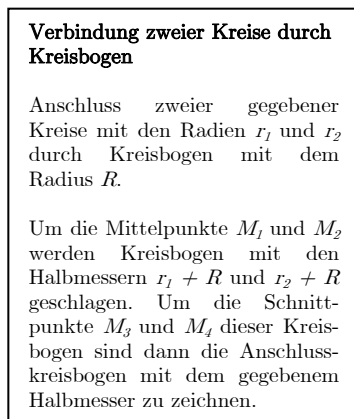 Verbindung zweier Kreise durch
Kreisbogen
Anschluss zweier gegebener
Kreise mit den Radien r₁ und r₂
durch Kreisbogen mit dem
Radius R.
Um die Mittelpunkte M₁ und M₂
werden Kreisbogen mit den
Halbmessern r₁ + R und r₂ + R
geschlagen. Um die Schnitt-
punkte M₃ und M₄ dieser Kreis-
bogen sind dann die Anschluss-
kreisbogen mit dem gegebenem
Halbmesser zu zeichnen.